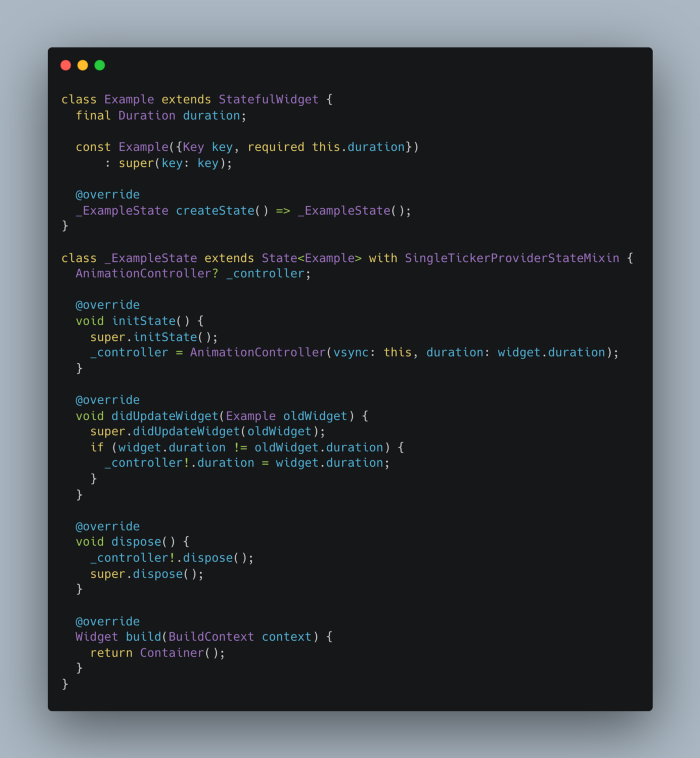 class Example extends StatefulWidget {
  final Duration duration;

  const Example({Key key, required this.duration})
      : super(key: key);

  @override
  _ExampleState createState() => _ExampleState();
}

class _ExampleState extends State<Example> with SingleTickerProviderStateMixin {
  AnimationController? _controller;

  @override
  void initState() {
    super.initState();
    _controller = AnimationController(vsync: this, duration: widget.duration);
  }

  @override
  void didUpdateWidget(Example oldWidget) {
    super.didUpdateWidget(oldWidget);
    if (widget.duration != oldWidget.duration) {
      _controller!.duration = widget.duration;
    }
  }

  @override
  void dispose() {
    _controller!.dispose();
    super.dispose();
  }

  @override
  Widget build(BuildContext context) {
    return Container();
  }
}